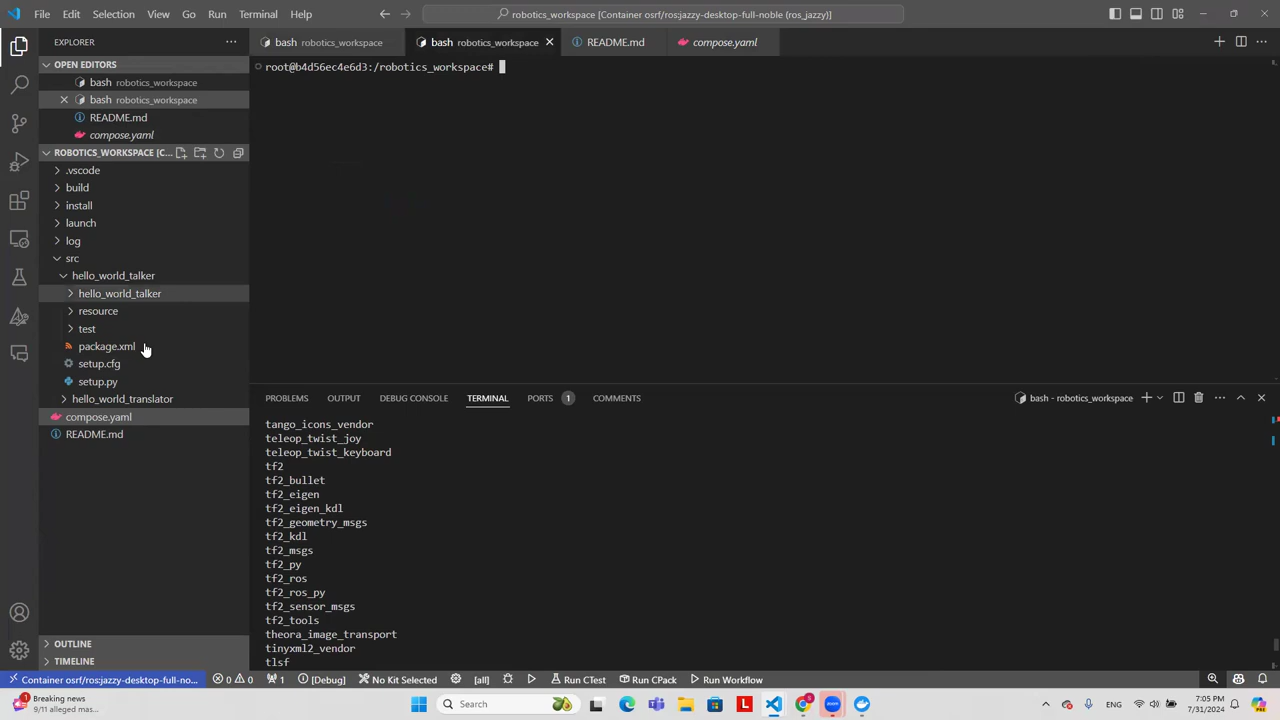 File Edit Selection View Go Run Terminal Help
robotics_workspace [Container osrf/ros:jazzy-desktop-full-noble (ros_jazzy)]
EXPLORER
bash robotics_workspace
bash robotics_workspace
README.md
compose.yaml
OPEN EDITORS
bash robotics_workspace
bash robotics_workspace
README.md
compose.yaml
ROBOTICS_WORKSPACE [C...
.vscode
build
install
launch
log
src
hello_world_talker
hello_world_talker
resource
test
package.xml
setup.cfg
setup.py
hello_world_translator
compose.yaml
README.md
OUTLINE
TIMELINE
root@b4d56ec4e6d3:/robotics_workspace#
PROBLEMS OUTPUT DEBUG CONSOLE TERMINAL PORTS 1 COMMENTS
bash - robotics_workspace
tango_icons_vendor
teleop_twist_joy
teleop_twist_keyboard
tf2
tf2_bullet
tf2_eigen
tf2_eigen_kdl
tf2_geometry_msgs
tf2_kdl
tf2_msgs
tf2_py
tf2_ros
tf2_ros_py
tf2_sensor_msgs
tf2_tools
theora_image_transport
tinyxml2_vendor
tlsf
Container osrf/ros:jazzy-desktop-full-no... 0 0 1 [Debug] No Kit Selected [all] Run CTest Run CPack Run Workflow
Breaking news
9/11 alleged mas...
Search
L
zoom
7:05 PM
7/31/2024